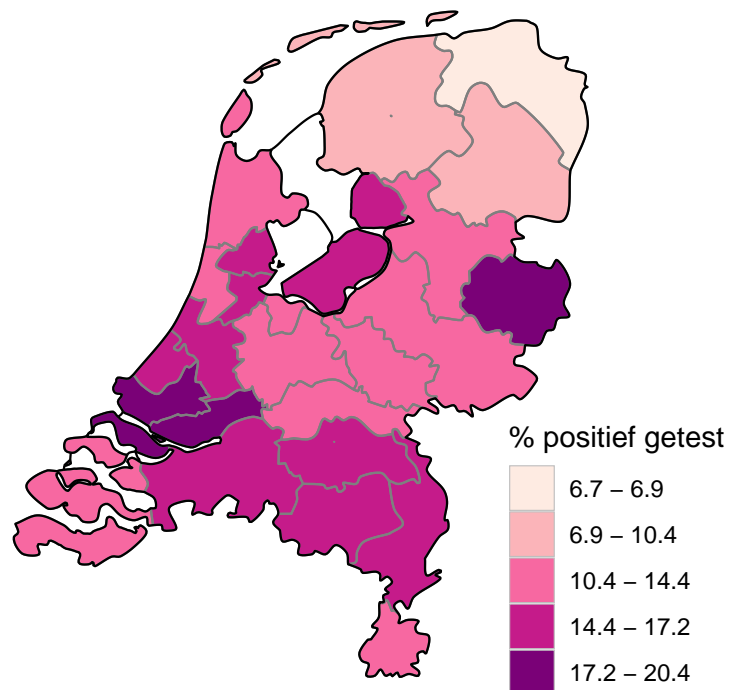 % positief getest
6.7 – 6.9
6.9 – 10.4
10.4 – 14.4
14.4 – 17.2
17.2 – 20.4